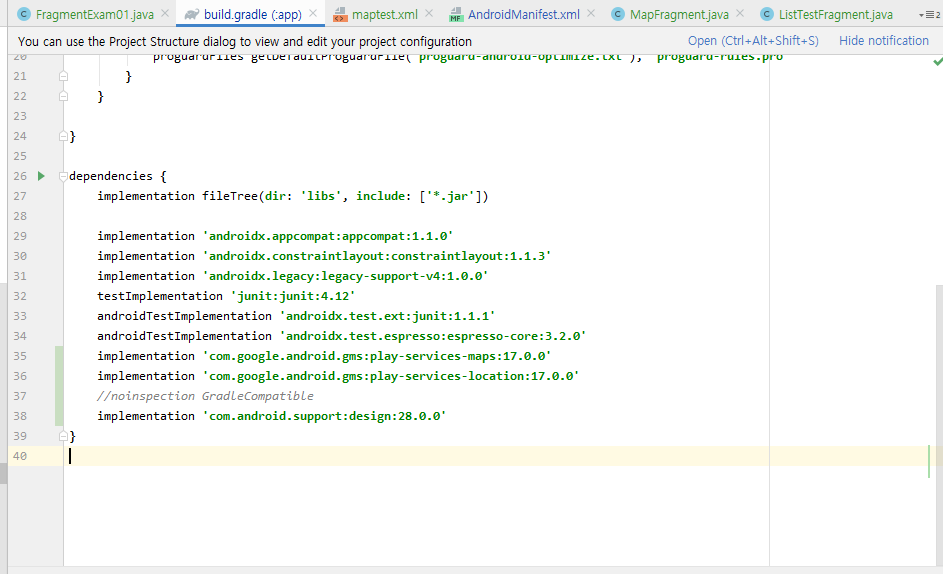 FragmentExam01.java
build.gradle (:app)
maptest.xml
AndroidManifest.xml
MapFragment.java
ListTestFragment.java
2
You can use the Project Structure dialog to view and edit your project configuration
Open (Ctrl+Alt+Shift+S)
Hide notification
20 proguardFiles getDefaultProguardFile('proguard-android-optimize.txt'), 'proguard-rules.pro'
21 }
22 }
23
24 }
25
26 dependencies {
27 implementation fileTree(dir: 'libs', include: ['*.jar'])
28
29 implementation 'androidx.appcompat:appcompat:1.1.0'
30 implementation 'androidx.constraintlayout:constraintlayout:1.1.3'
31 implementation 'androidx.legacy:legacy-support-v4:1.0.0'
32 testImplementation 'junit:junit:4.12'
33 androidTestImplementation 'androidx.test.ext:junit:1.1.1'
34 androidTestImplementation 'androidx.test.espresso:espresso-core:3.2.0'
35 implementation 'com.google.android.gms:play-services-maps:17.0.0'
36 implementation 'com.google.android.gms:play-services-location:17.0.0'
37 //noinspection GradleCompatible
38 implementation 'com.android.support:design:28.0.0'
39 }
40